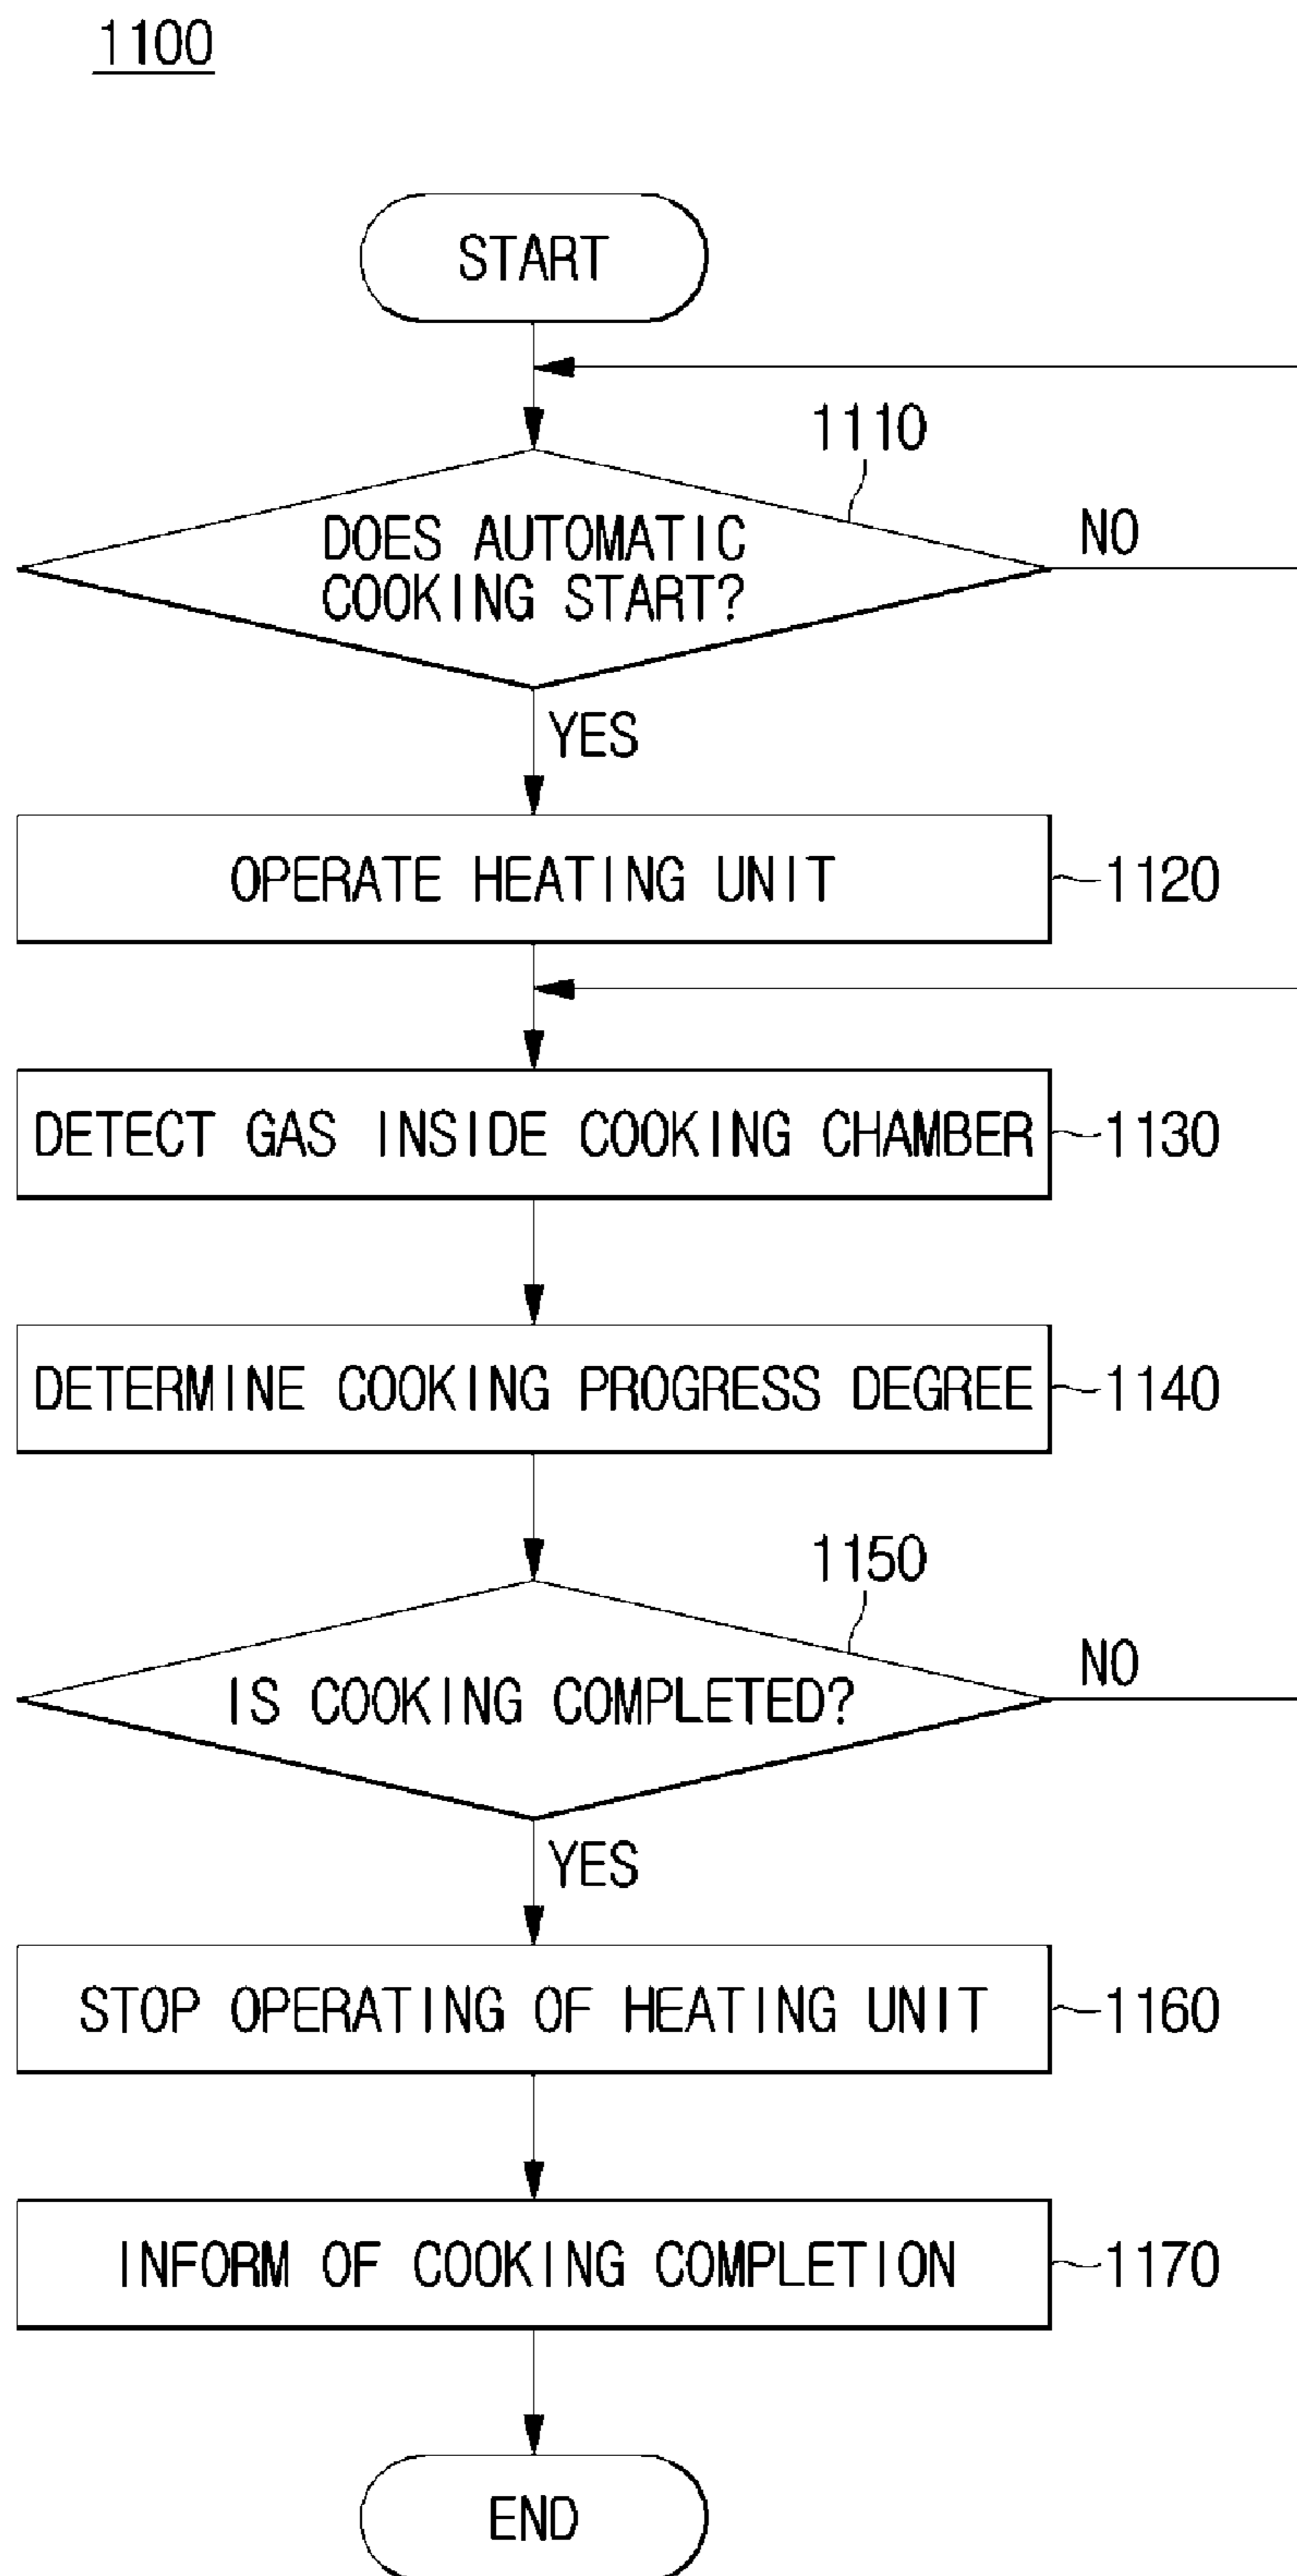 1100
START
1110
DOES AUTOMATIC
COOKING START?
NO
YES
OPERATE HEATING UNIT
1120
DETECT GAS INSIDE COOKING CHAMBER
1130
DETERMINE COOKING PROGRESS DEGREE
1140
1150
IS COOKING COMPLETED?
NO
YES
STOP OPERATING OF HEATING UNIT
1160
INFORM OF COOKING COMPLETION
1170
END